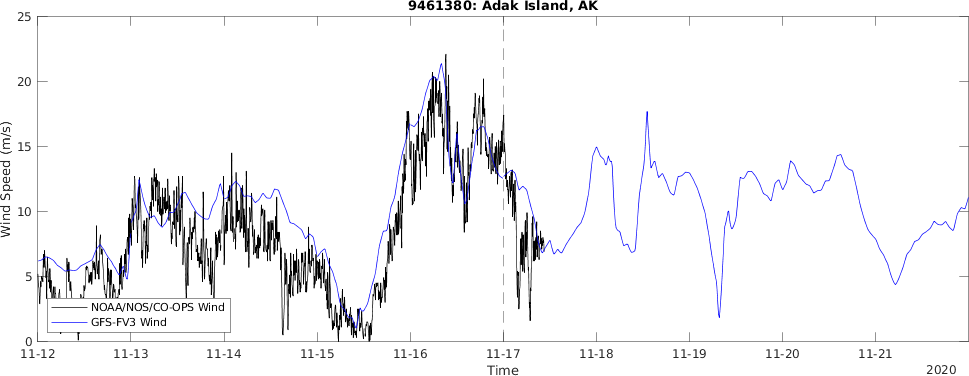 9461380: Adak Island, AK
25
20
15
10
5
0
Wind Speed (m/s)
NOAA/NOS/CO-OPS Wind
GFS-FV3 Wind
11-12 11-13 11-14 11-15 11-16 11-17 11-18 11-19 11-20 11-21
Time
2020